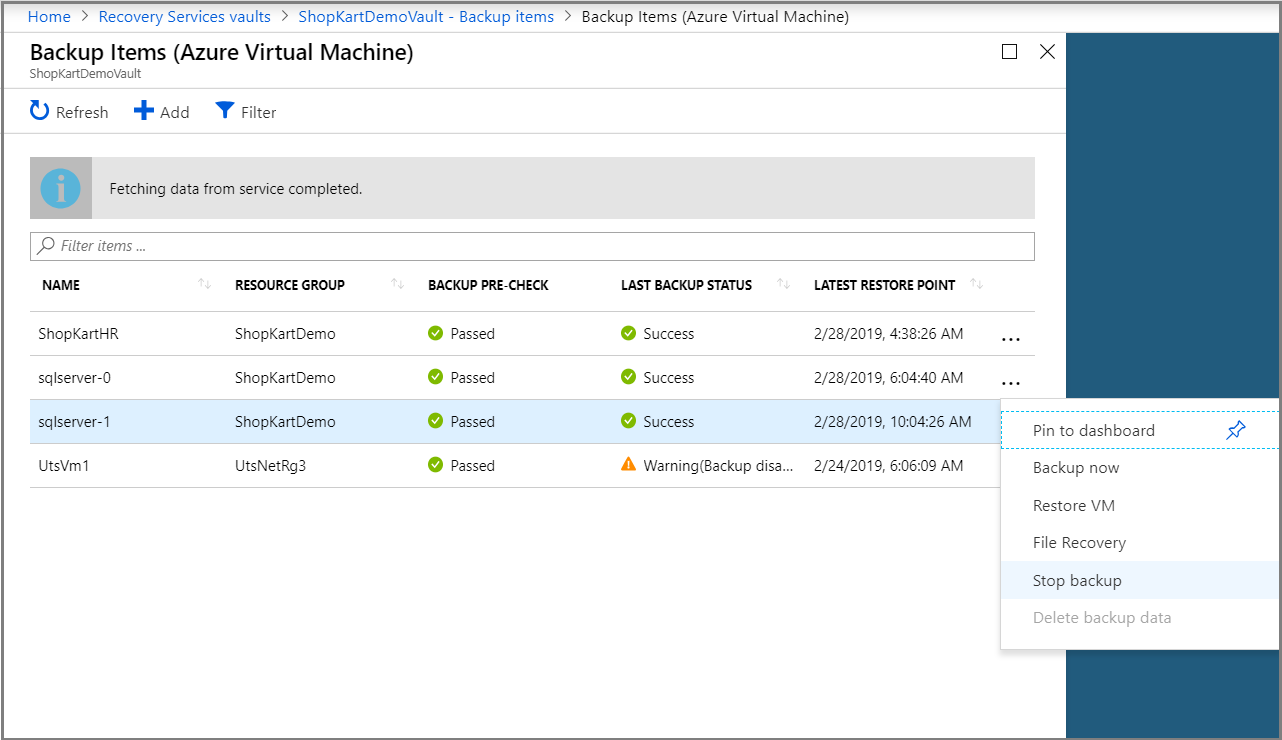 Home > Recovery Services vaults > ShopKartDemoVault - Backup items > Backup Items (Azure Virtual Machine)
Backup Items (Azure Virtual Machine)
ShopKartDemoVault
Refresh Add Filter
Fetching data from service completed.
Filter items ...
NAME RESOURCE GROUP BACKUP PRE-CHECK LAST BACKUP STATUS LATEST RESTORE POINT
ShopKartHR ShopKartDemo Passed Success 2/28/2019, 4:38:26 AM ...
sqlserver-0 ShopKartDemo Passed Success 2/28/2019, 6:04:40 AM ...
sqlserver-1 ShopKartDemo Passed Success 2/28/2019, 10:04:26 AM
UtsVm1 UtsNetRg3 Passed Warning(Backup disa... 2/24/2019, 6:06:09 AM
Pin to dashboard
Backup now
Restore VM
File Recovery
Stop backup
Delete backup data